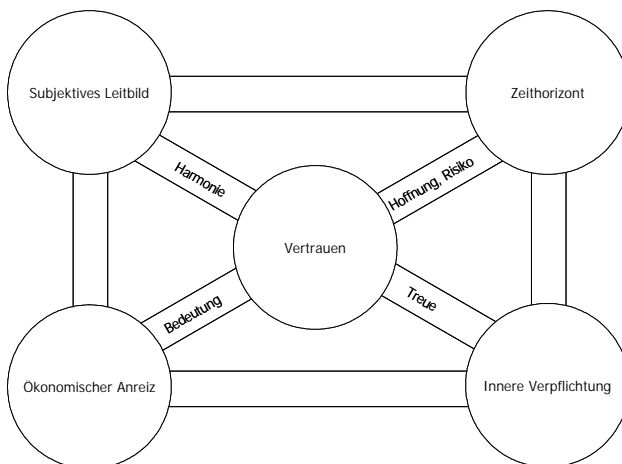 Subjektives Leitbild
Zeithorizont
Harmonie
Hoffnung, Risiko
Vertrauen
Bedeutung
Treue
Ökonomischer Anreiz
Innere Verpflichtung